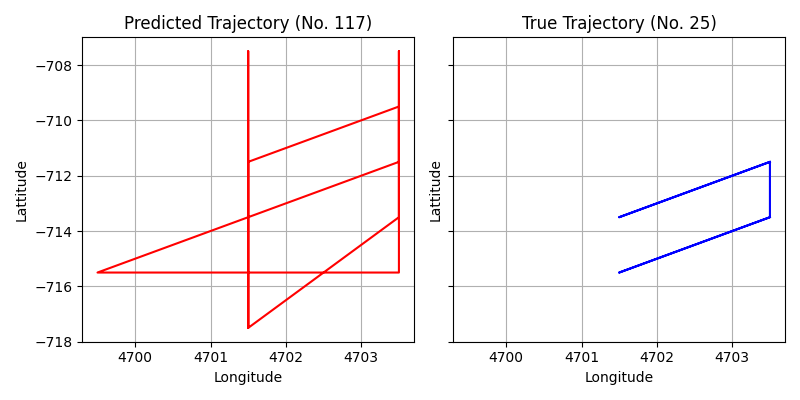 Predicted Trajectory (No. 117)
True Trajectory (No. 25)
−708
−710
−712
−714
−716
−718
Lattitude
Lattitude
4700 4701 4702 4703
4700 4701 4702 4703
Longitude
Longitude